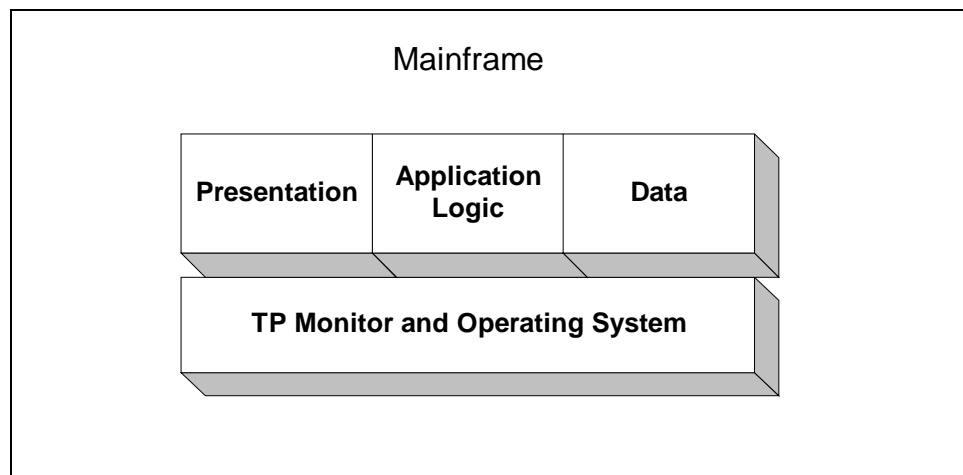 Mainframe
Presentation
Application
Logic
Data
TP Monitor and Operating System